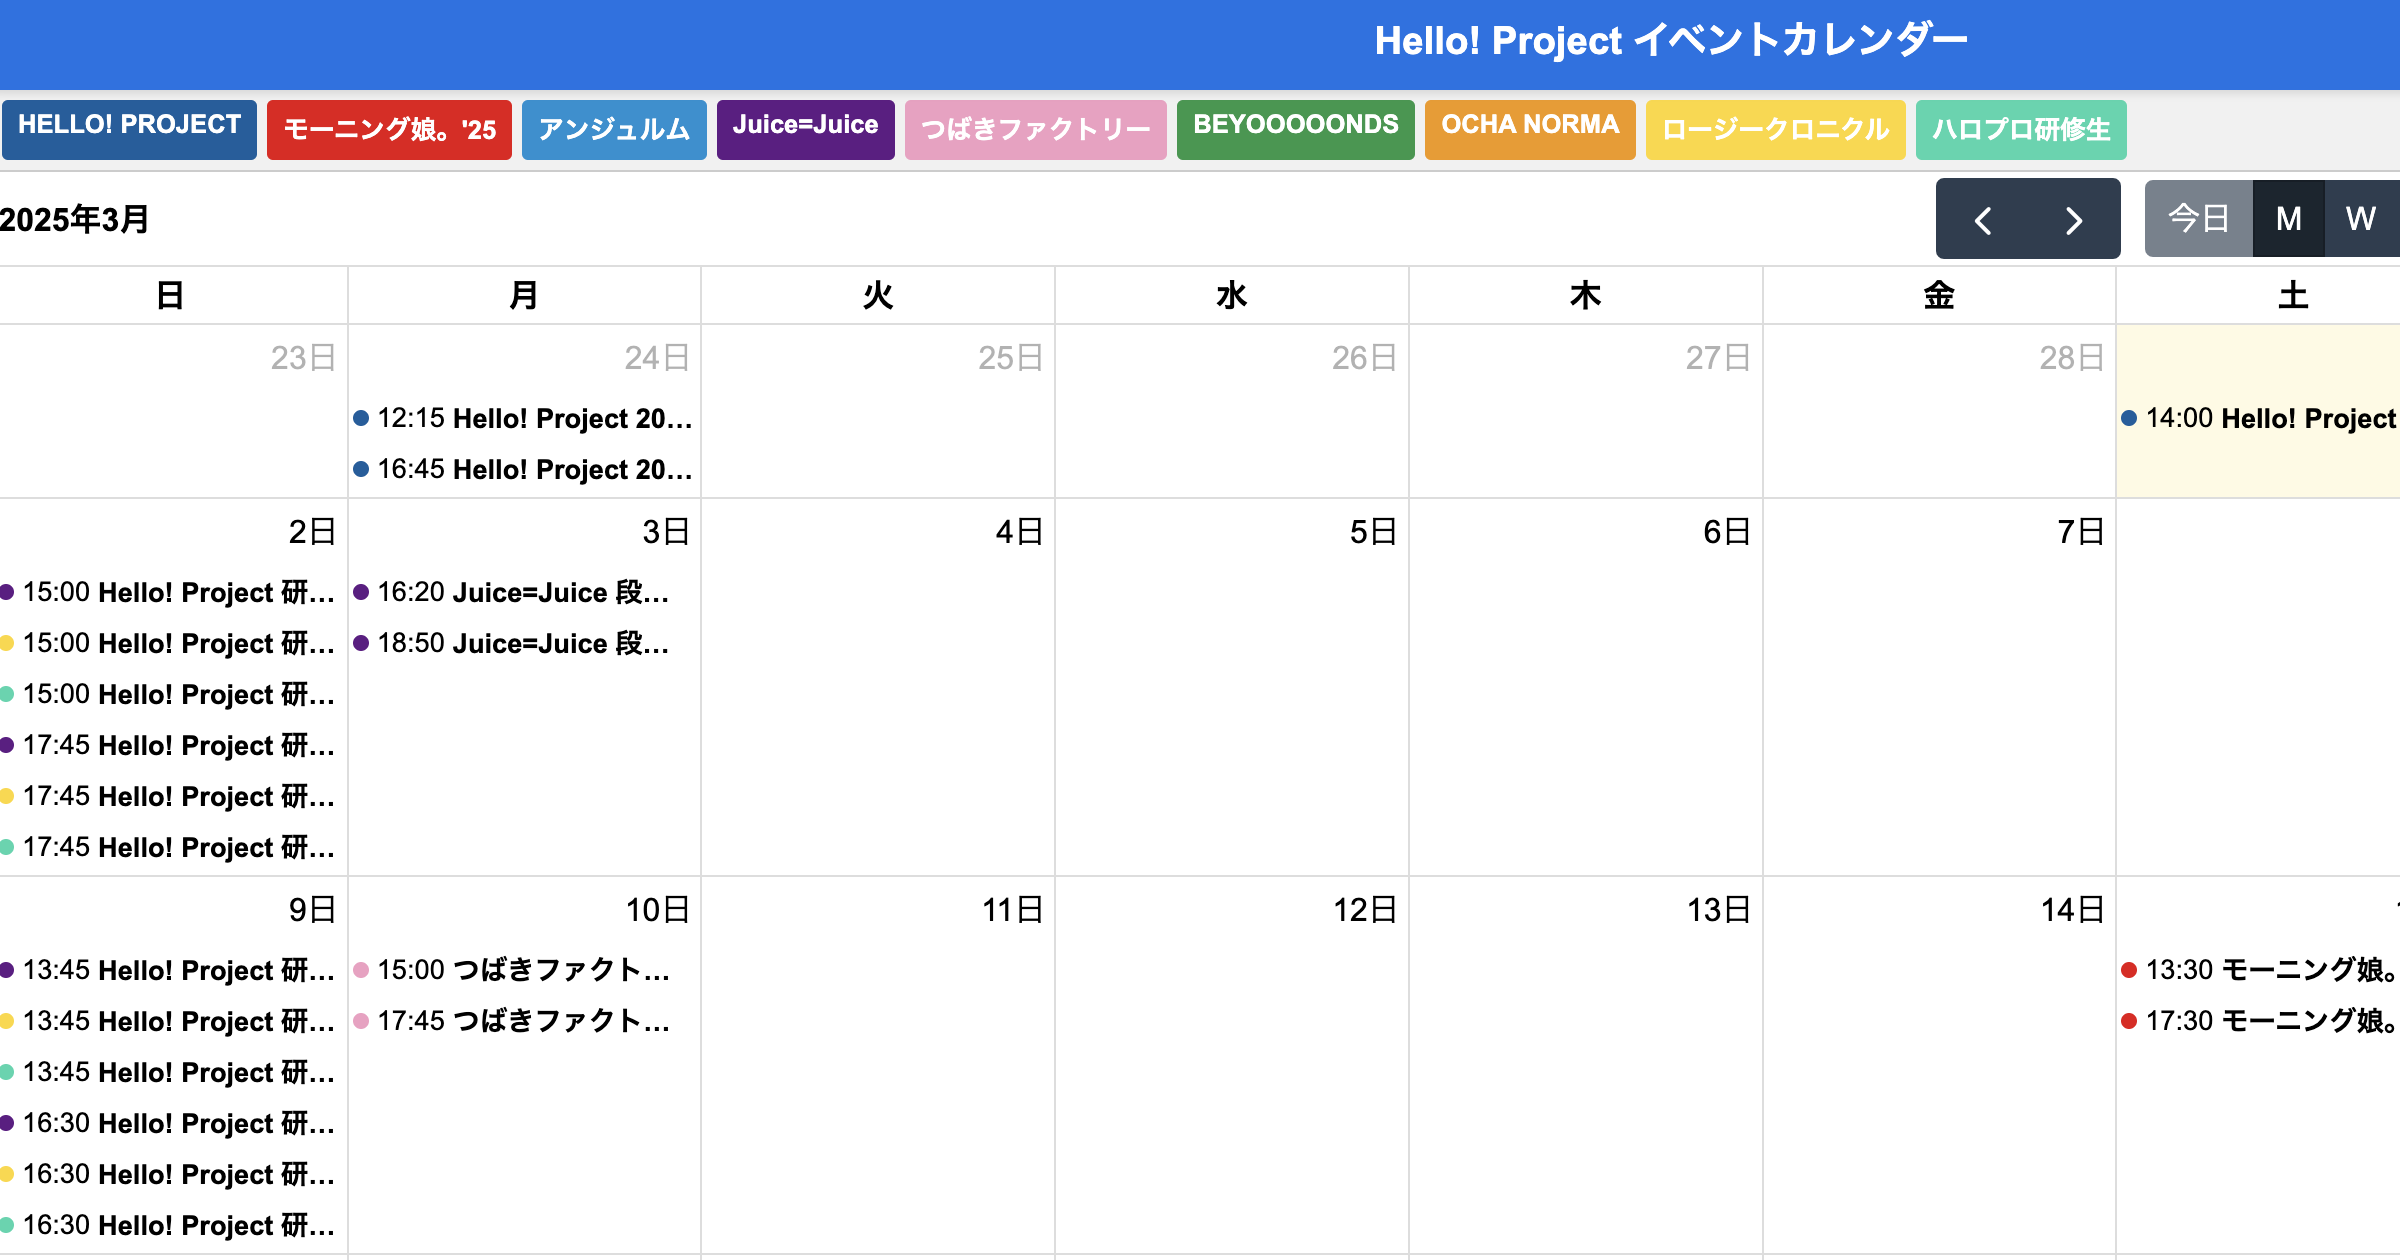 Hello! Project イベントカレンダー
HELLO! PROJECT モーニング娘。'25 アンジュルム Juice=Juice つばきファクトリー BEYOOOOONDS OCHA NORMA ロージークロニクル ハロプロ研修生
2025年3月
今日 M W
日 月 火 水 木 金 土
23日 24日 25日 26日 27日 28日
12:15 Hello! Project 20...
16:45 Hello! Project 20...
14:00 Hello! Project
2日 3日 4日 5日 6日 7日
15:00 Hello! Project 研...
15:00 Hello! Project 研...
15:00 Hello! Project 研...
17:45 Hello! Project 研...
17:45 Hello! Project 研...
17:45 Hello! Project 研...
16:20 Juice=Juice 段...
18:50 Juice=Juice 段...
9日 10日 11日 12日 13日 14日
13:45 Hello! Project 研...
13:45 Hello! Project 研...
13:45 Hello! Project 研...
16:30 Hello! Project 研...
16:30 Hello! Project 研...
16:30 Hello! Project 研...
15:00 つばきファクト...
17:45 つばきファクト...
13:30 モーニング娘。
17:30 モーニング娘。